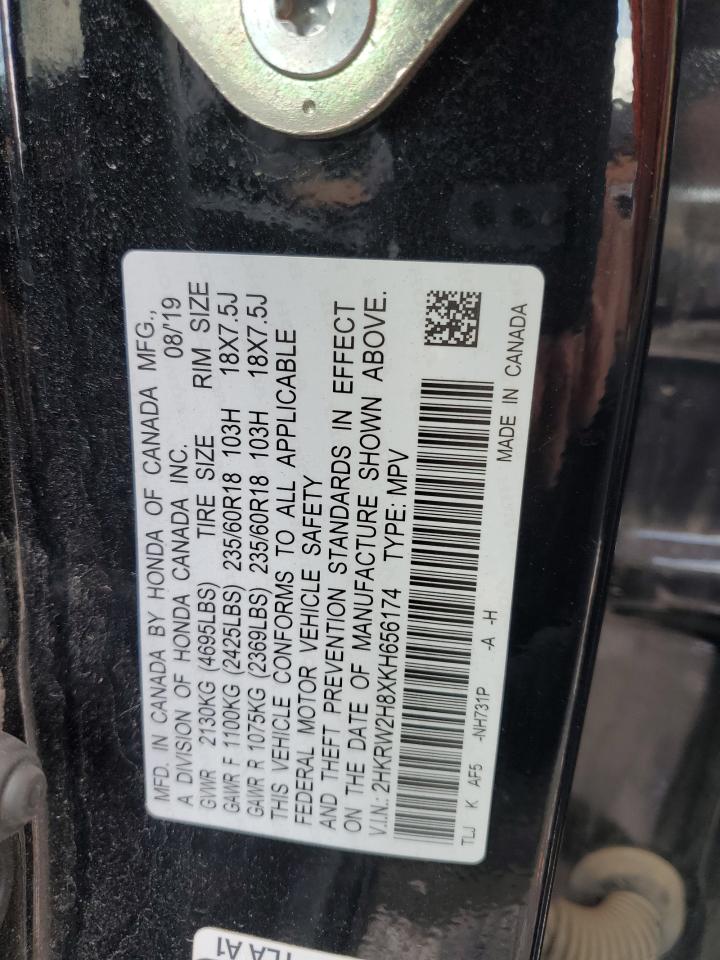 MFD. IN CANADA BY HONDA OF CANADA MFG.,
A DIVISION OF HONDA CANADA INC. 08/'19
GVWR 2130KG (4695LBS) TIRE SIZE RIM SIZE
GAWR F 1100KG (2425LBS) 235/60R18 103H 18X7.5J
GAWR R 1075KG (2369LBS) 235/60R18 103H 18X7.5J
THIS VEHICLE CONFORMS TO ALL APPLICABLE
FEDERAL MOTOR VEHICLE SAFETY
AND THEFT PREVENTION STANDARDS IN EFFECT
ON THE DATE OF MANUFACTURE SHOWN ABOVE.
V.I.N.: 2HKRW2H8XKH656174 TYPE: MPV
TLJ K AF5 -NH731P -A -H MADE IN CANADA